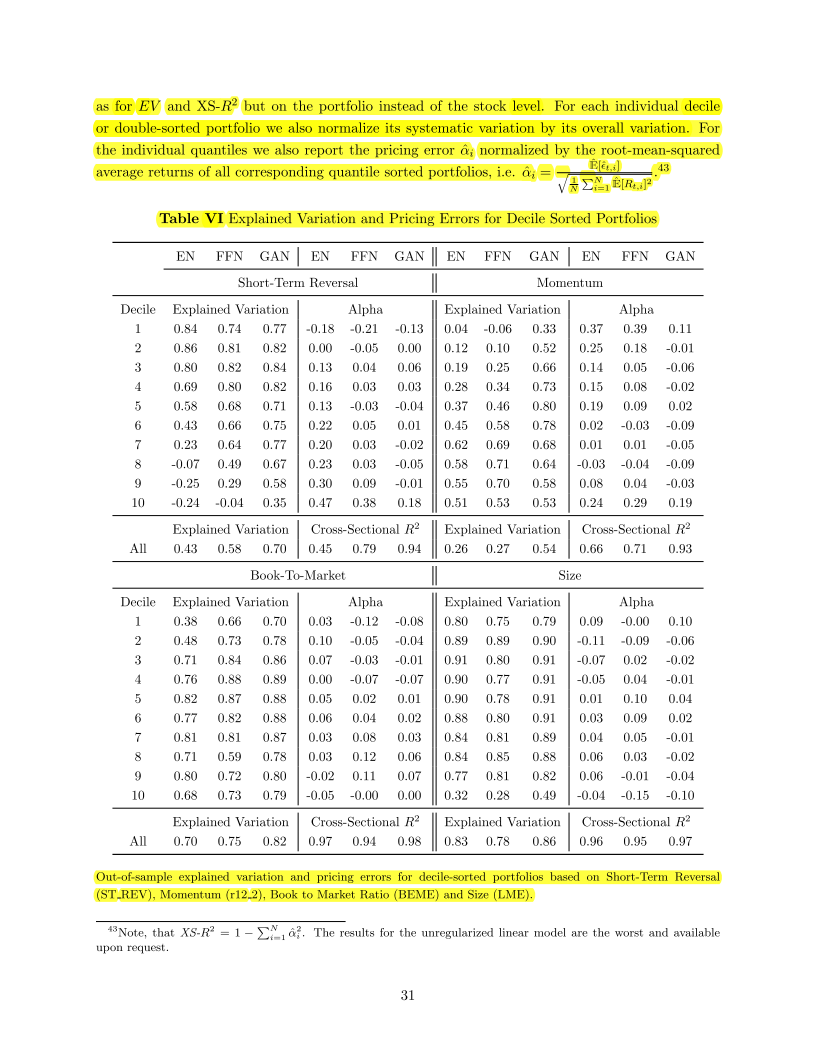 as for EV and XS-R² but on the portfolio instead of the stock level. For each individual decile
or double-sorted portfolio we also normalize its systematic variation by its overall variation. For
the individual quantiles we also report the pricing error α̂ᵢ normalized by the root-mean-squared
average returns of all corresponding quantile sorted portfolios, i.e. α̂ᵢ = Ê[ε̂ₜ,ᵢ] / √(1/N ∑ᴺᵢ₌₁ Ê[Rₜ,ᵢ]²).⁴³
Table VI Explained Variation and Pricing Errors for Decile Sorted Portfolios
EN FFN GAN EN FFN GAN EN FFN GAN EN FFN GAN
Short-Term Reversal Momentum
Decile Explained Variation Alpha Explained Variation Alpha
1 0.84 0.74 0.77 -0.18 -0.21 -0.13 0.04 -0.06 0.33 0.37 0.39 0.11
2 0.86 0.81 0.82 0.00 -0.05 0.00 0.12 0.10 0.52 0.25 0.18 -0.01
3 0.80 0.82 0.84 0.13 0.04 0.06 0.19 0.25 0.66 0.14 0.05 -0.06
4 0.69 0.80 0.82 0.16 0.03 0.03 0.28 0.34 0.73 0.15 0.08 -0.02
5 0.58 0.68 0.71 0.13 -0.03 -0.04 0.37 0.46 0.80 0.19 0.09 0.02
6 0.43 0.66 0.75 0.22 0.05 0.01 0.45 0.58 0.78 0.02 -0.03 -0.09
7 0.23 0.64 0.77 0.20 0.03 -0.02 0.62 0.69 0.68 0.01 0.01 -0.05
8 -0.07 0.49 0.67 0.23 0.03 -0.05 0.58 0.71 0.64 -0.03 -0.04 -0.09
9 -0.25 0.29 0.58 0.30 0.09 -0.01 0.55 0.70 0.58 0.08 0.04 -0.03
10 -0.24 -0.04 0.35 0.47 0.38 0.18 0.51 0.53 0.53 0.24 0.29 0.19
Explained Variation Cross-Sectional R² Explained Variation Cross-Sectional R²
All 0.43 0.58 0.70 0.45 0.79 0.94 0.26 0.27 0.54 0.66 0.71 0.93
Book-To-Market Size
Decile Explained Variation Alpha Explained Variation Alpha
1 0.38 0.66 0.70 0.03 -0.12 -0.08 0.80 0.75 0.79 0.09 -0.00 0.10
2 0.48 0.73 0.78 0.10 -0.05 -0.04 0.89 0.89 0.90 -0.11 -0.09 -0.06
3 0.71 0.84 0.86 0.07 -0.03 -0.01 0.91 0.80 0.91 -0.07 0.02 -0.02
4 0.76 0.88 0.89 0.00 -0.07 -0.07 0.90 0.77 0.91 -0.05 0.04 -0.01
5 0.82 0.87 0.88 0.05 0.02 0.01 0.90 0.78 0.91 0.01 0.10 0.04
6 0.77 0.82 0.88 0.06 0.04 0.02 0.88 0.80 0.91 0.03 0.09 0.02
7 0.81 0.81 0.87 0.03 0.08 0.03 0.84 0.81 0.89 0.04 0.05 -0.01
8 0.71 0.59 0.78 0.03 0.12 0.06 0.84 0.85 0.88 0.06 0.03 -0.02
9 0.80 0.72 0.80 -0.02 0.11 0.07 0.77 0.81 0.82 0.06 -0.01 -0.04
10 0.68 0.73 0.79 -0.05 -0.00 0.00 0.32 0.28 0.49 -0.04 -0.15 -0.10
Explained Variation Cross-Sectional R² Explained Variation Cross-Sectional R²
All 0.70 0.75 0.82 0.97 0.94 0.98 0.83 0.78 0.86 0.96 0.95 0.97
Out-of-sample explained variation and pricing errors for decile-sorted portfolios based on Short-Term Reversal
(ST_REV), Momentum (r12_2), Book to Market Ratio (BEME) and Size (LME).
⁴³Note, that XS-R² = 1 − ∑ᴺᵢ₌₁ α̂ᵢ². The results for the unregularized linear model are the worst and available
upon request.
31